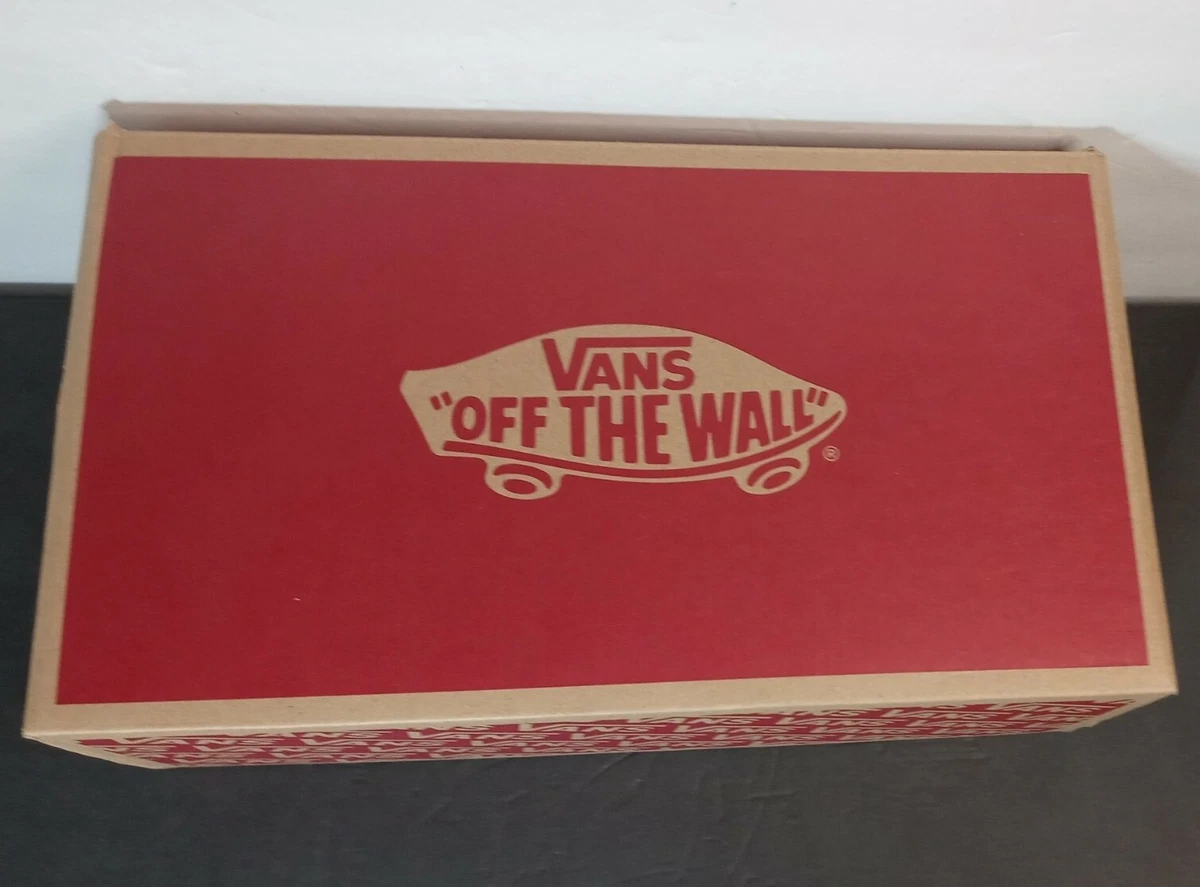 VANS
"OFF THE WALL"
®